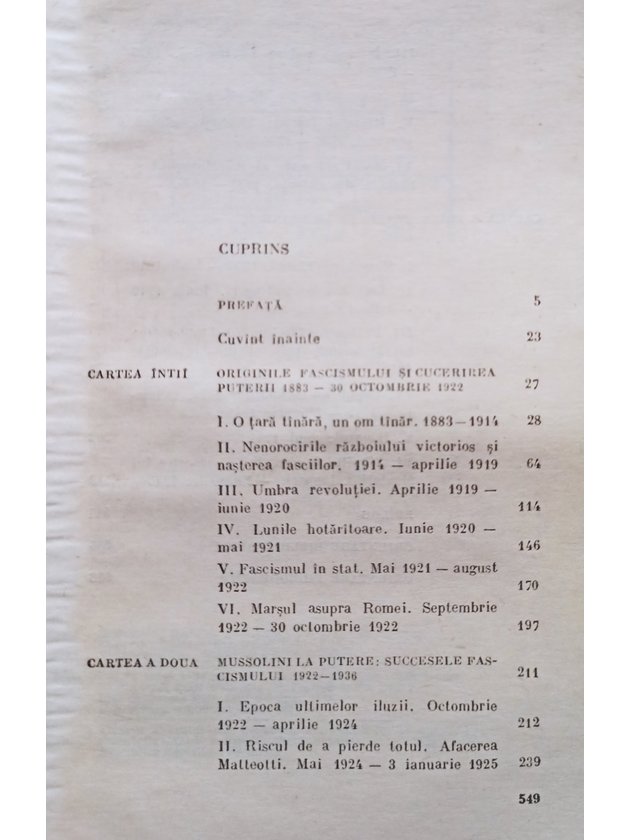 CUPRINS
PREFAȚĂ 5
Cuvînt înainte 23
CARTEA ÎNTÎI ORIGINILE FASCISMULUI ȘI CUCERIREA
PUTERII 1883 — 30 OCTOMBRIE 1922 27
I. O țară tînără, un om tînăr. 1883—1914 28
II. Nenorocirile războiului victorios și
nașterea fasciilor. 1914 — aprilie 1919 64
III. Umbra revoluției. Aprilie 1919 —
iunie 1920 114
IV. Lunile hotărîtoare. Iunie 1920 —
mai 1921 146
V. Fascismul în stat. Mai 1921 — august
1922 170
VI. Marșul asupra Romei. Septembrie
1922 — 30 octombrie 1922 197
CARTEA A DOUA MUSSOLINI LA PUTERE; SUCCESELE FAS-
CISMULUI 1922—1936 211
I. Epoca ultimelor iluzii. Octombrie
1922 — aprilie 1924 212
II. Riscul de a pierde totul. Afacerea
Matteotti. Mai 1924 — 3 ianuarie 1925 239
549